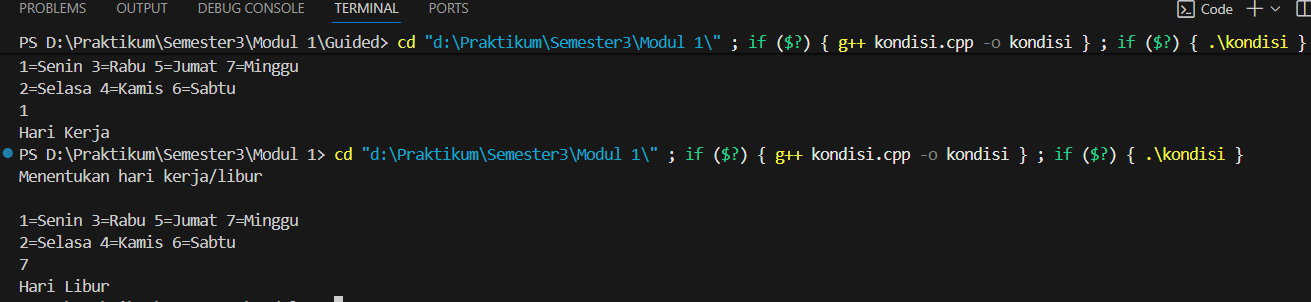 PROBLEMS OUTPUT DEBUG CONSOLE TERMINAL PORTS Code
PS D:\Praktikum\Semester3\Modul 1\Guided> cd "d:\Praktikum\Semester3\Modul 1\" ; if ($?) { g++ kondisi.cpp -o kondisi } ; if ($?) { .\kondisi }
1=Senin 3=Rabu 5=Jumat 7=Minggu
2=Selasa 4=Kamis 6=Sabtu
1
Hari Kerja
PS D:\Praktikum\Semester3\Modul 1> cd "d:\Praktikum\Semester3\Modul 1\" ; if ($?) { g++ kondisi.cpp -o kondisi } ; if ($?) { .\kondisi }
Menentukan hari kerja/libur
1=Senin 3=Rabu 5=Jumat 7=Minggu
2=Selasa 4=Kamis 6=Sabtu
7
Hari Libur